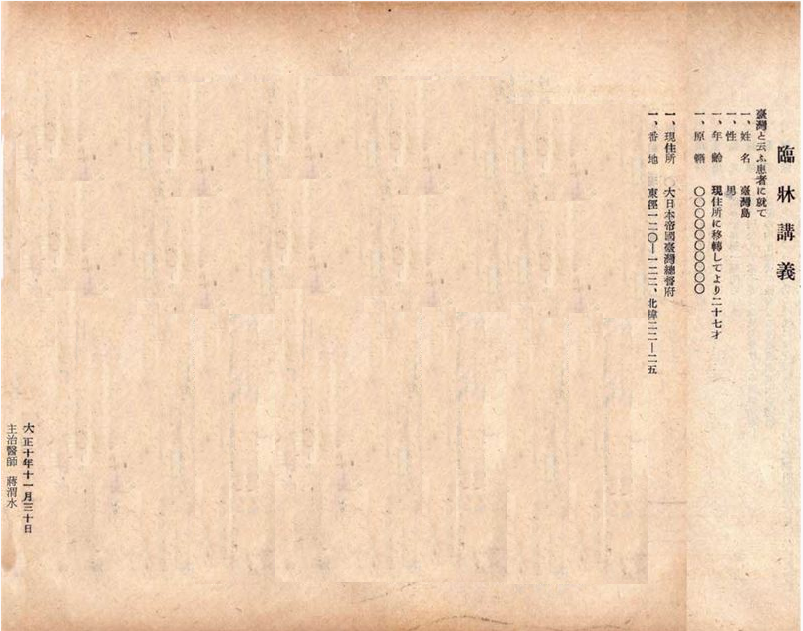 臨牀講義
臺灣と云ふ患者に就て
一、姓 名 臺灣島
一、性 男
一、年 齡 現住所に移轉してより二十七才
一、原 籍 〇〇〇〇〇〇〇〇〇
一、現住所 大日本帝國臺灣總督府
一、番 地 東徑一二〇—一二二、北緯二二—二五
大正十年十一月三十日
主治醫師 蔣渭水